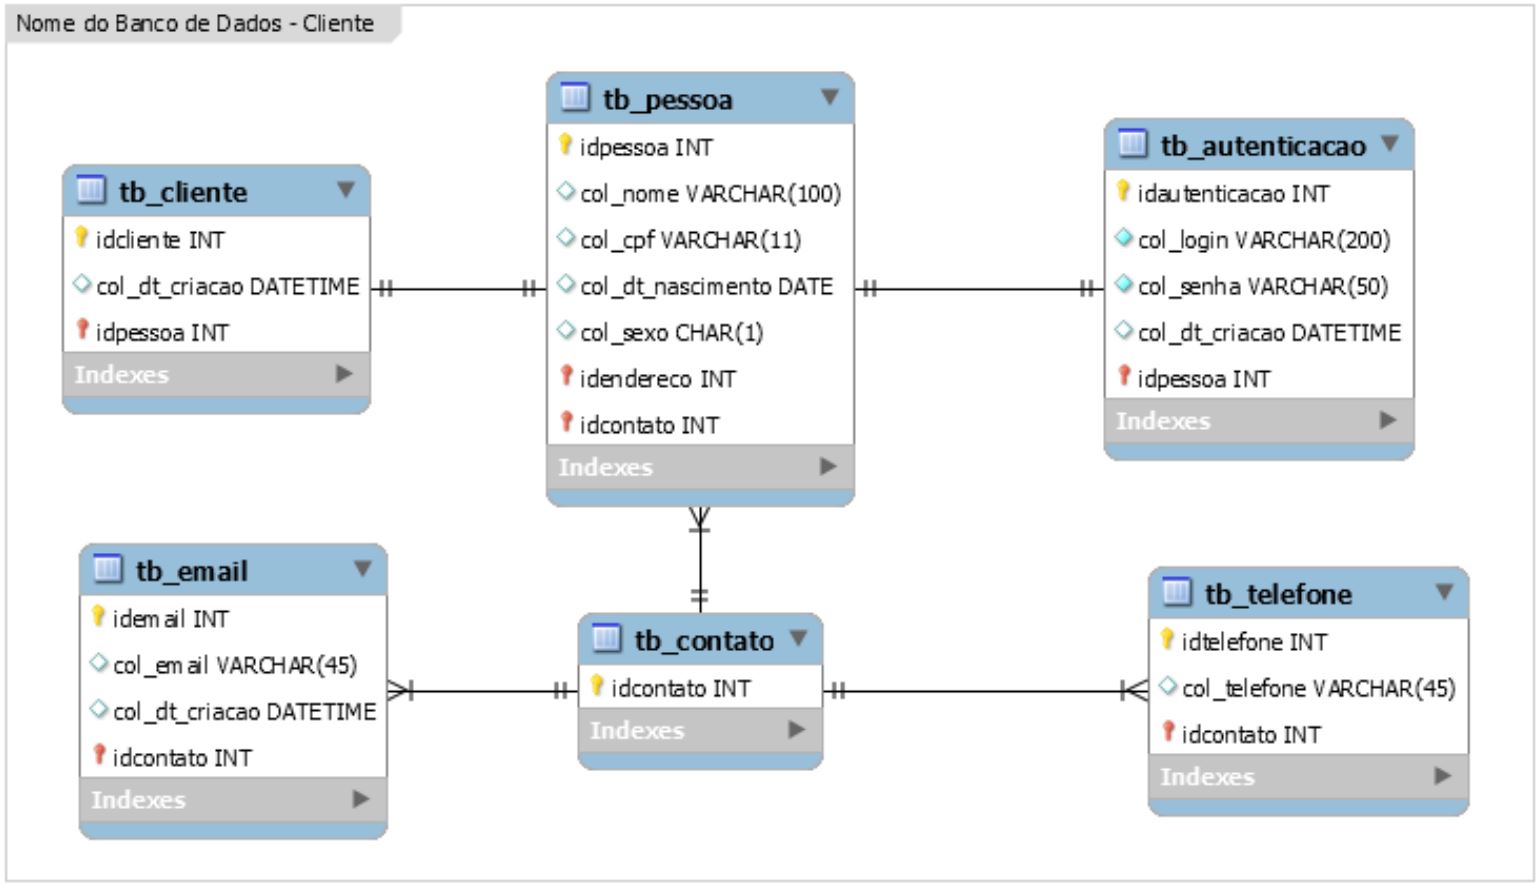 Nome do Banco de Dados - Cliente
tb_pessoa
idpessoa INT
col_nome VARCHAR(100)
col_cpf VARCHAR(11)
col_dt_nascimento DATE
col_sexo CHAR(1)
idendereco INT
idcontato INT
Indexes
tb_autenticacao
idautenticacao INT
col_login VARCHAR(200)
col_senha VARCHAR(50)
col_dt_criacao DATETIME
idpessoa INT
Indexes
tb_cliente
idcliente INT
col_dt_criacao DATETIME
idpessoa INT
Indexes
tb_email
idemail INT
col_email VARCHAR(45)
col_dt_criacao DATETIME
idcontato INT
Indexes
tb_contato
idcontato INT
Indexes
tb_telefone
idtelefone INT
col_telefone VARCHAR(45)
idcontato INT
Indexes